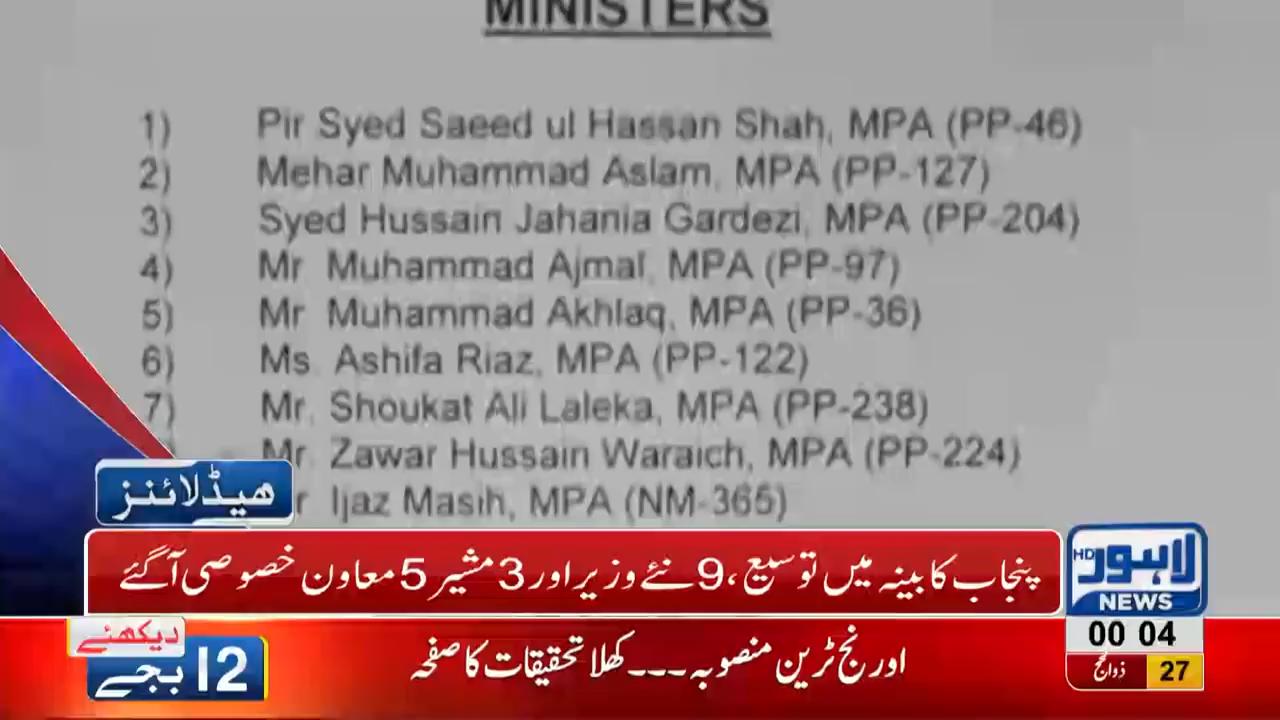 MINISTERS
1) Pir Syed Saeed ul Hassan Shah, MPA (PP-46)
2) Mehar Muhammad Aslam, MPA (PP-127)
3) Syed Hussain Jahania Gardezi, MPA (PP-204)
4) Mr. Muhammad Ajmal, MPA (PP-97)
5) Mr. Muhammad Akhlaq, MPA (PP-36)
6) Ms. Ashifa Riaz, MPA (PP-122)
7) Mr. Shoukat Ali Laleka, MPA (PP-238)
Mr. Zawar Hussain Waraich, MPA (PP-224)
r Ijaz Masih, MPA (NM-365)
ھیڈلائنز
پنجاب کابینہ میں توسیع، 9 نئے وزیر اور 3 مشیر 5 معاون خصوصی آگئے
لاہور HD
NEWS
00 04
27 ذوالحج
دیکھئے
12 بجے
اورنج ٹرین منصوبہ۔۔۔کھلا تحقیقات کا صفحہ